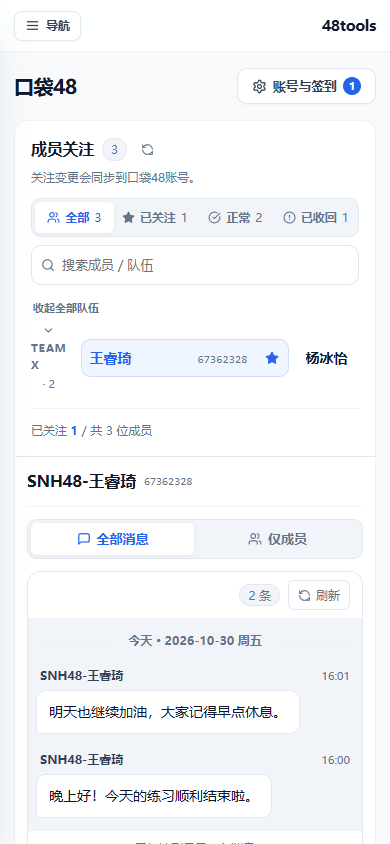 导航
48tools
口袋48
账号与签到 1
成员关注 3
关注变更会同步到口袋48账号。
全部 3 已关注 1 正常 2 已收回 1
搜索成员 / 队伍
收起全部队伍
TEAM X · 2
王睿琦 67362328 杨冰怡
已关注 1 / 共 3 位成员
SNH48-王睿琦 67362328
全部消息 仅成员
2 条 刷新
今天 • 2026-10-30 周五
SNH48-王睿琦 16:01
明天也继续加油，大家记得早点休息。
SNH48-王睿琦 16:00
晚上好！今天的练习顺利结束啦。